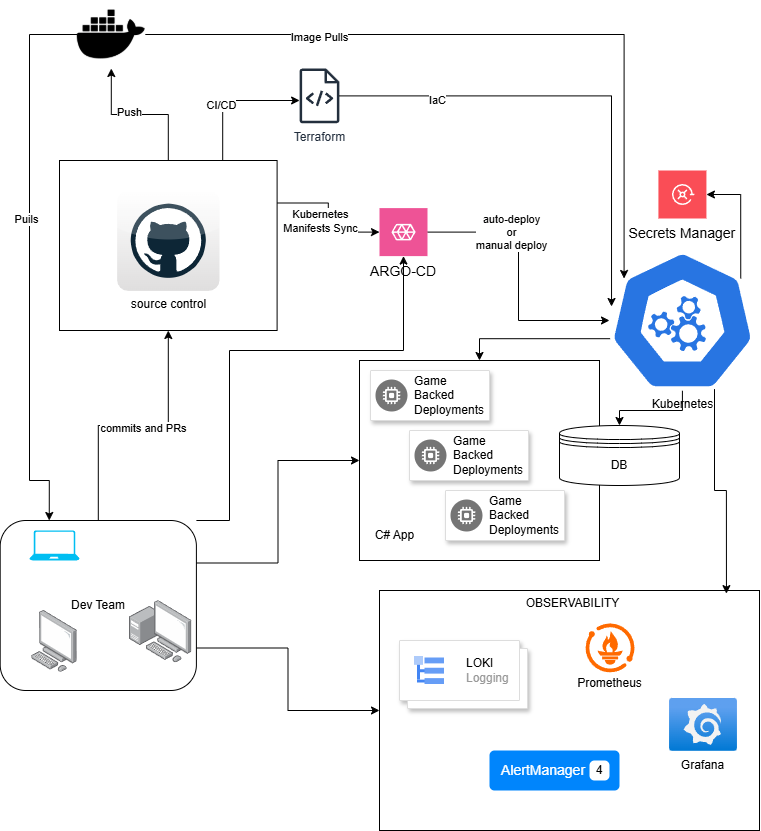 Image Pulls
Push
CI/CD
IaC
Terraform
Puils
Kubernetes
Manifests Sync
auto-deploy
or
manual deploy
Secrets Manager
ARGO-CD
source control
Game
Backed
Deployments
Kubernetes
commits and PRs
Game
Backed
Deployments
DB
Game
Backed
Deployments
C# App
Dev Team
OBSERVABILITY
LOKI
Logging
Prometheus
Grafana
AlertManager
4